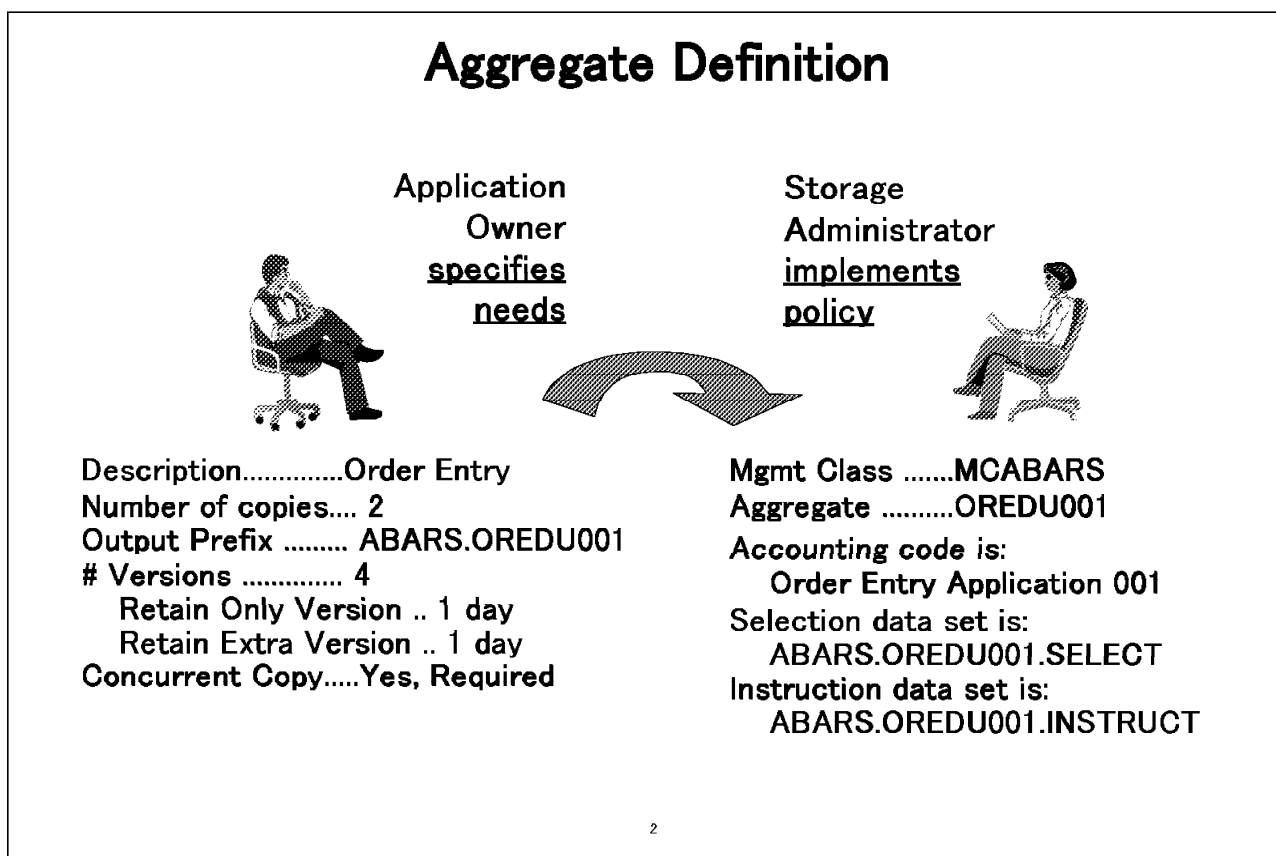 Aggregate Definition
Application
Owner
specifies
needs
Storage
Administrator
implements
policy
Description..............Order Entry
Number of copies.... 2
Output Prefix ......... ABARS.OREDU001
# Versions .............. 4
Retain Only Version .. 1 day
Retain Extra Version .. 1 day
Concurrent Copy.....Yes, Required
Mgmt Class .......MCABARS
Aggregate ..........OREDU001
Accounting code is:
Order Entry Application 001
Selection data set is:
ABARS.OREDU001.SELECT
Instruction data set is:
ABARS.OREDU001.INSTRUCT
2